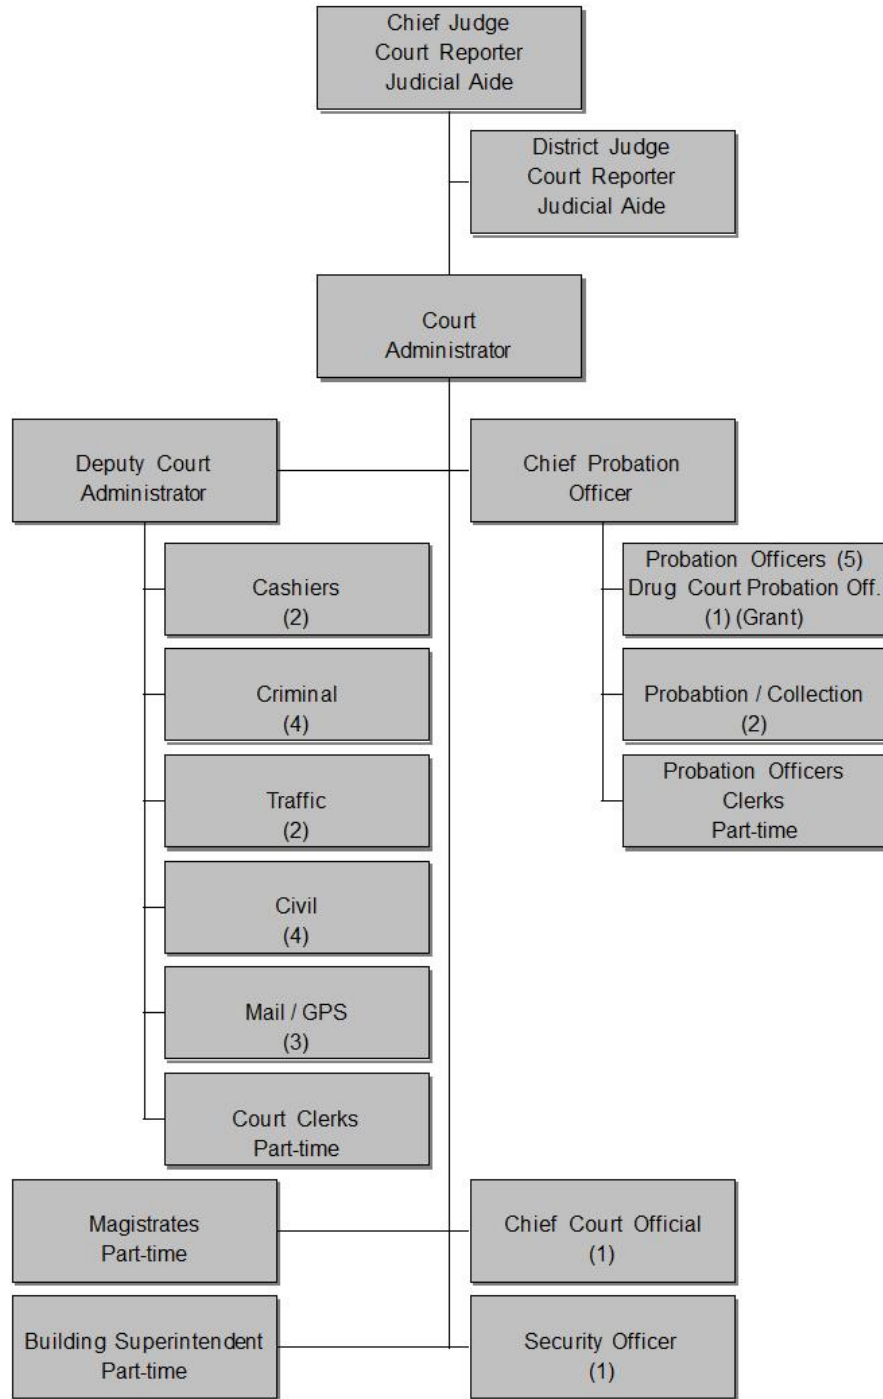 Chief Judge
Court Reporter
Judicial Aide
District Judge
Court Reporter
Judicial Aide
Court
Administrator
Deputy Court
Administrator
Chief Probation
Officer
Cashiers
(2)
Criminal
(4)
Traffic
(2)
Civil
(4)
Mail / GPS
(3)
Court Clerks
Part-time
Probation Officers (5)
Drug Court Probation Off.
(1) (Grant)
Probabtion / Collection
(2)
Probation Officers
Clerks
Part-time
Magistrates
Part-time
Chief Court Official
(1)
Building Superintendent
Part-time
Security Officer
(1)